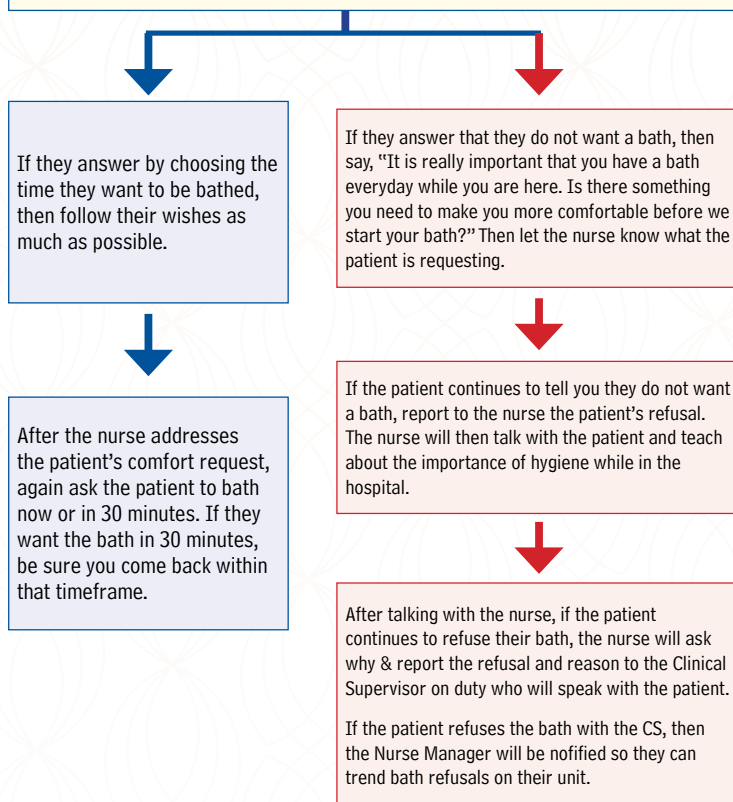 If they answer by choosing the
time they want to be bathed,
then follow their wishes as
much as possible.
After the nurse addresses
the patient's comfort request,
again ask the patient to bath
now or in 30 minutes. If they
want the bath in 30 minutes,
be sure you come back within
that timeframe.
If they answer that they do not want a bath, then
say, “It is really important that you have a bath
everyday while you are here. Is there something
you need to make you more comfortable before we
start your bath?” Then let the nurse know what the
patient is requesting.
If the patient continues to tell you they do not want
a bath, report to the nurse the patient’s refusal.
The nurse will then talk with the patient and teach
about the importance of hygiene while in the
hospital.
After talking with the nurse, if the patient
continues to refuse their bath, the nurse will ask
why & report the refusal and reason to the Clinical
Supervisor on duty who will speak with the patient.
If the patient refuses the bath with the CS, then
the Nurse Manager will be nofified so they can
trend bath refusals on their unit.